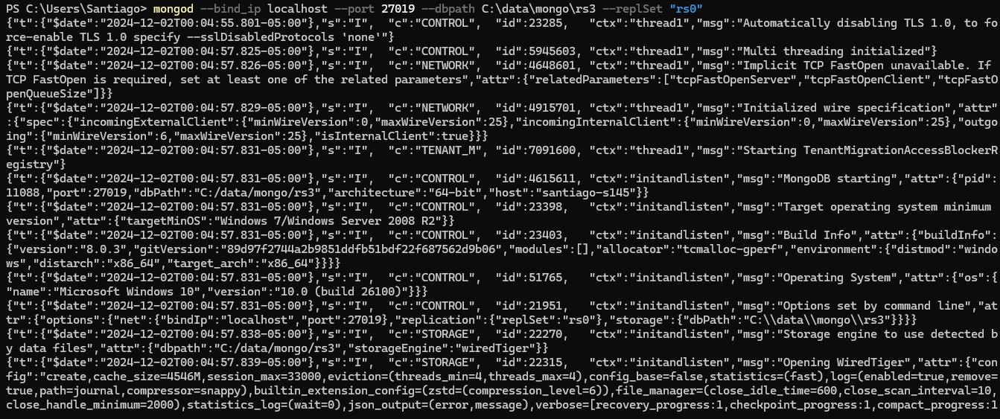 PS C:\Users\Santiago> mongod --bind_ip localhost --port 27019 --dbpath C:\data\mongo\rs3 --replSet "rs0"
{"t":{"$date":"2024-12-02T00:04:55.801-05:00"},"s":"I",  "c":"CONTROL",  "id":23285,   "ctx":"thread1","msg":"Automatically disabling TLS 1.0, to fo
rce-enable TLS 1.0 specify --sslDisabledProtocols 'none'"}
{"t":{"$date":"2024-12-02T00:04:57.825-05:00"},"s":"I",  "c":"CONTROL",  "id":5945603, "ctx":"thread1","msg":"Multi threading initialized"}
{"t":{"$date":"2024-12-02T00:04:57.826-05:00"},"s":"I",  "c":"NETWORK",  "id":4648601, "ctx":"thread1","msg":"Implicit TCP FastOpen unavailable. If
TCP FastOpen is required, set at least one of the related parameters","attr":{"relatedParameters":["tcpFastOpenServer","tcpFastOpenClient","tcpFastO
penQueueSize"]}}
{"t":{"$date":"2024-12-02T00:04:57.829-05:00"},"s":"I",  "c":"NETWORK",  "id":4915701, "ctx":"thread1","msg":"Initialized wire specification","attr"
:{"spec":{"incomingExternalClient":{"minWireVersion":0,"maxWireVersion":25},"incomingInternalClient":{"minWireVersion":0,"maxWireVersion":25},"outgo
ing":{"minWireVersion":6,"maxWireVersion":25},"isInternalClient":true}}}
{"t":{"$date":"2024-12-02T00:04:57.831-05:00"},"s":"I",  "c":"TENANT_M", "id":7091600, "ctx":"thread1","msg":"Starting TenantMigrationAccessBlockerR
egistry"}
{"t":{"$date":"2024-12-02T00:04:57.831-05:00"},"s":"I",  "c":"CONTROL",  "id":4615611, "ctx":"initandlisten","msg":"MongoDB starting","attr":{"pid":
11088,"port":27019,"dbPath":"C:/data/mongo/rs3","architecture":"64-bit","host":"santiago-s145"}}
{"t":{"$date":"2024-12-02T00:04:57.831-05:00"},"s":"I",  "c":"CONTROL",  "id":23398,   "ctx":"initandlisten","msg":"Target operating system minimum
version","attr":{"targetMinOS":"Windows 7/Windows Server 2008 R2"}}
{"t":{"$date":"2024-12-02T00:04:57.831-05:00"},"s":"I",  "c":"CONTROL",  "id":23403,   "ctx":"initandlisten","msg":"Build Info","attr":{"buildInfo":
{"version":"8.0.3","gitVersion":"89d97f2744a2b9851ddfb51bdf22f687562d9b06","modules":[],"allocator":"tcmalloc-gperf","environment":{"distmod":"windo
ws","distarch":"x86_64","target_arch":"x86_64"}}}}
{"t":{"$date":"2024-12-02T00:04:57.831-05:00"},"s":"I",  "c":"CONTROL",  "id":51765,   "ctx":"initandlisten","msg":"Operating System","attr":{"os":{
"name":"Microsoft Windows 10","version":"10.0 (build 26100)"}}}
{"t":{"$date":"2024-12-02T00:04:57.831-05:00"},"s":"I",  "c":"CONTROL",  "id":21951,   "ctx":"initandlisten","msg":"Options set by command line","at
tr":{"options":{"net":{"bindIp":"localhost","port":27019},"replication":{"replSet":"rs0"},"storage":{"dbPath":"C:\\data\\mongo\\rs3"}}}}
{"t":{"$date":"2024-12-02T00:04:57.838-05:00"},"s":"I",  "c":"STORAGE",  "id":22270,   "ctx":"initandlisten","msg":"Storage engine to use detected b
y data files","attr":{"dbpath":"C:/data/mongo/rs3","storageEngine":"wiredTiger"}}
{"t":{"$date":"2024-12-02T00:04:57.839-05:00"},"s":"I",  "c":"STORAGE",  "id":22315,   "ctx":"initandlisten","msg":"Opening WiredTiger","attr":{"con
fig":"create,cache_size=4546M,session_max=33000,eviction=(threads_min=4,threads_max=4),config_base=false,statistics=(fast),log=(enabled=true,remove=
true,path=journal,compressor=snappy),builtin_extension_config=(zstd=(compression_level=6)),file_manager=(close_idle_time=600,close_scan_interval=10,
close_handle_minimum=2000),statistics_log=(wait=0),json_output=(error,message),verbose=[recovery_progress:1,checkpoint_progress:1,compact_progress:1